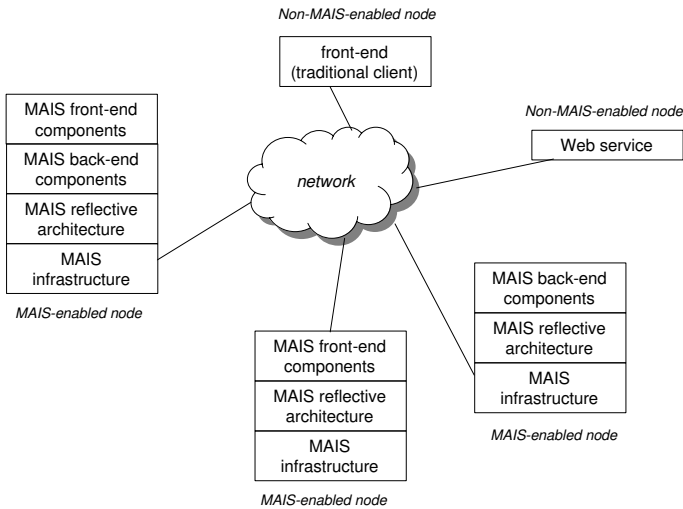 Non-MAIS-enabled node
front-end
(traditional client)
MAIS front-end
components
MAIS back-end
components
MAIS reflective
architecture
MAIS
infrastructure
MAIS-enabled node
network
Non-MAIS-enabled node
Web service
MAIS back-end
components
MAIS reflective
architecture
MAIS
infrastructure
MAIS-enabled node
MAIS front-end
components
MAIS reflective
architecture
MAIS
infrastructure
MAIS-enabled node